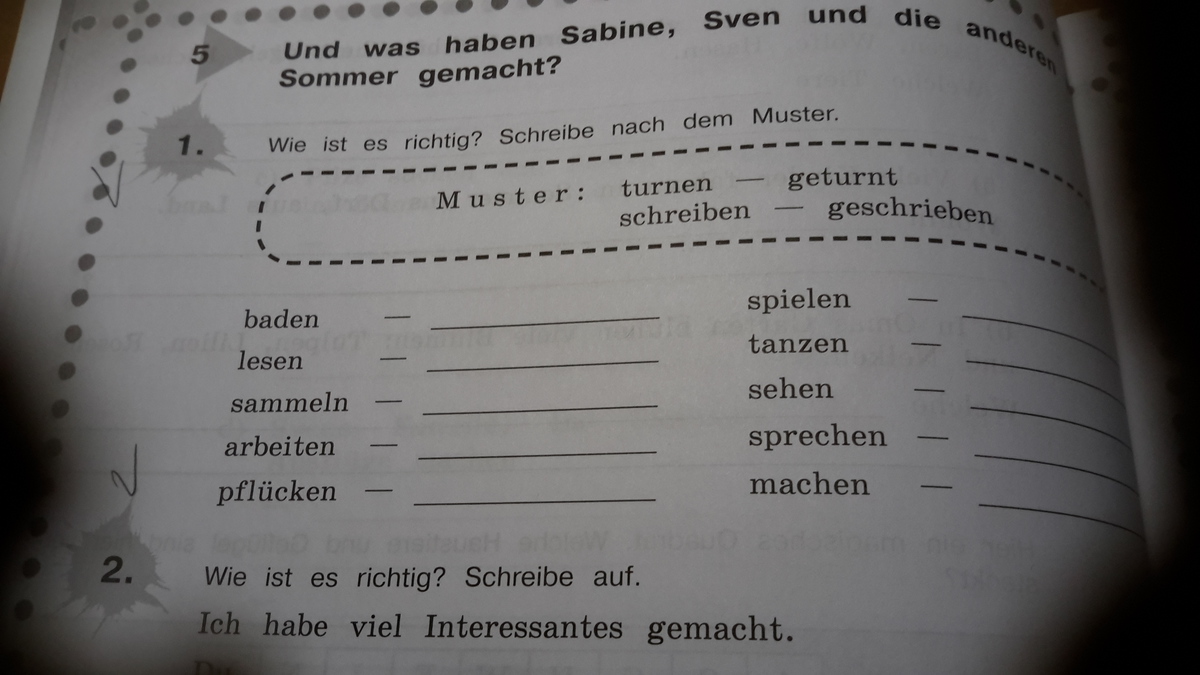 5 Und was haben Sabine, Sven und die anderen
Sommer gemacht?
1. Wie ist es richtig? Schreibe nach dem Muster.
Muster: turnen — geturnt
schreiben — geschrieben
baden —
lesen —
sammeln —
arbeiten —
pflücken —
spielen —
tanzen —
sehen —
sprechen —
machen —
2. Wie ist es richtig? Schreibe auf.
Ich habe viel Interessantes gemacht.
Du